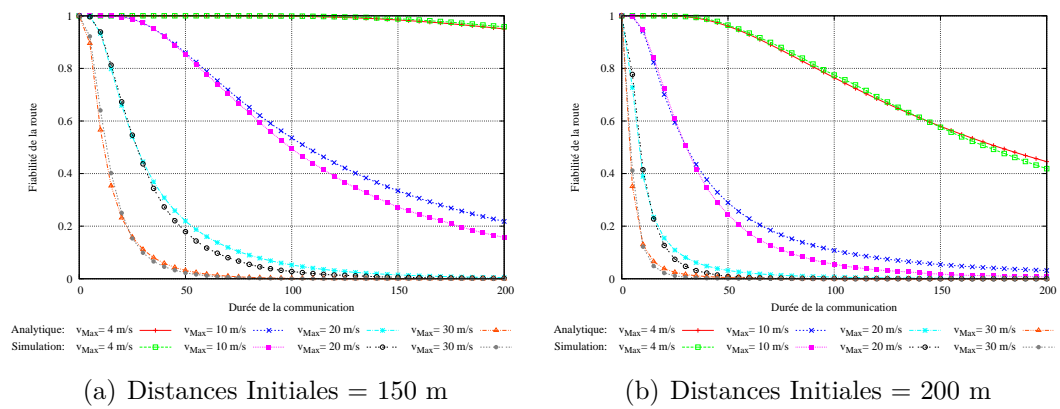 1
0.8
0.6
0.4
0.2
0
0 50 100 150 200
Fiabilité de la route
Durée de la communication
Analytique: vMax= 4 m/s vMax= 10 m/s vMax= 20 m/s vMax= 30 m/s
Simulation: vMax= 4 m/s vMax= 10 m/s vMax= 20 m/s vMax= 30 m/s
(a) Distances Initiales = 150 m
1
0.8
0.6
0.4
0.2
0
0 50 100 150 200
Fiabilité de la route
Durée de la communication
Analytique: vMax= 4 m/s vMax= 10 m/s vMax= 20 m/s vMax= 30 m/s
Simulation: vMax= 4 m/s vMax= 10 m/s vMax= 20 m/s vMax= 30 m/s
(b) Distances Initiales = 200 m